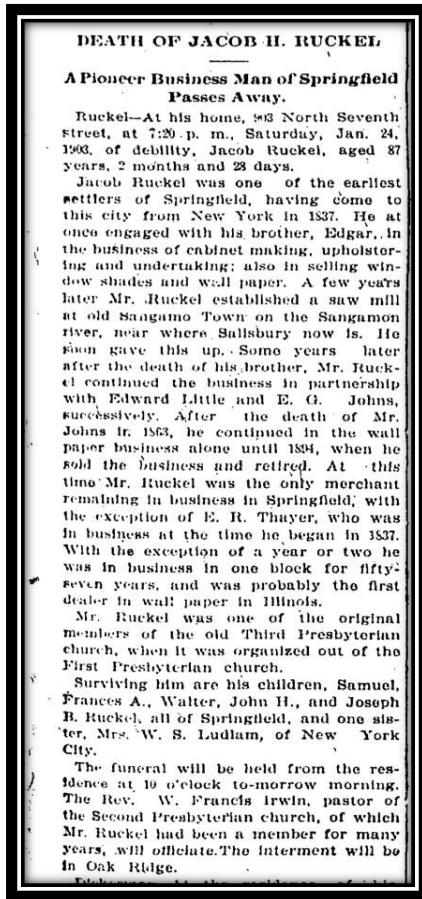 DEATH OF JACOB H. RUCKEL
A Pioneer Business Man of Springfield
Passes Away.
Ruckel—At his home, 903 North Seventh
street, at 7:20 p. m., Saturday, Jan. 24,
1903, of debility, Jacob Ruckel, aged 87
years, 2 months and 28 days.
Jacob Ruckel was one of the earliest
settlers of Springfield, having come to
this city from New York in 1837. He at
once engaged with his brother, Edgar, in
the business of cabinet making, upholster-
ing and undertaking; also in selling win-
dow shades and wall paper. A few years
later Mr. Ruckel established a saw mill
at old Sangamo Town on the Sangamon
river, near where Salisbury now is. He
soon gave this up. Some years later
after the death of his brother, Mr. Ruck-
el continued the business in partnership
with Edward Little and E. G. Johns,
successively. After the death of Mr.
Johns in 1863, he continued in the wall
paper business alone until 1894, when he
sold the business and retired. At this
time Mr. Ruckel was the only merchant
remaining in business in Springfield, with
the exception of E. R. Thayer, who was
in business at the time he began in 1837.
With the exception of a year or two he
was in business in one block for fifty-
seven years, and was probably the first
dealer in wall paper in Illinois.
Mr. Ruckel was one of the original
members of the old Third Presbyterian
church, when it was organized out of the
First Presbyterian church.
Surviving him are his children, Samuel,
Frances A., Walter, John H., and Joseph
B. Ruckel, all of Springfield, and one sis-
ter, Mrs. W. S. Ludlam, of New York
City.
The funeral will be held from the res-
idence at 10 o'clock to-morrow morning.
The Rev. W. Francis Irwin, pastor of
the Second Presbyterian church, of which
Mr. Ruckel had been a member for many
years, will officiate. The interment will be
in Oak Ridge.